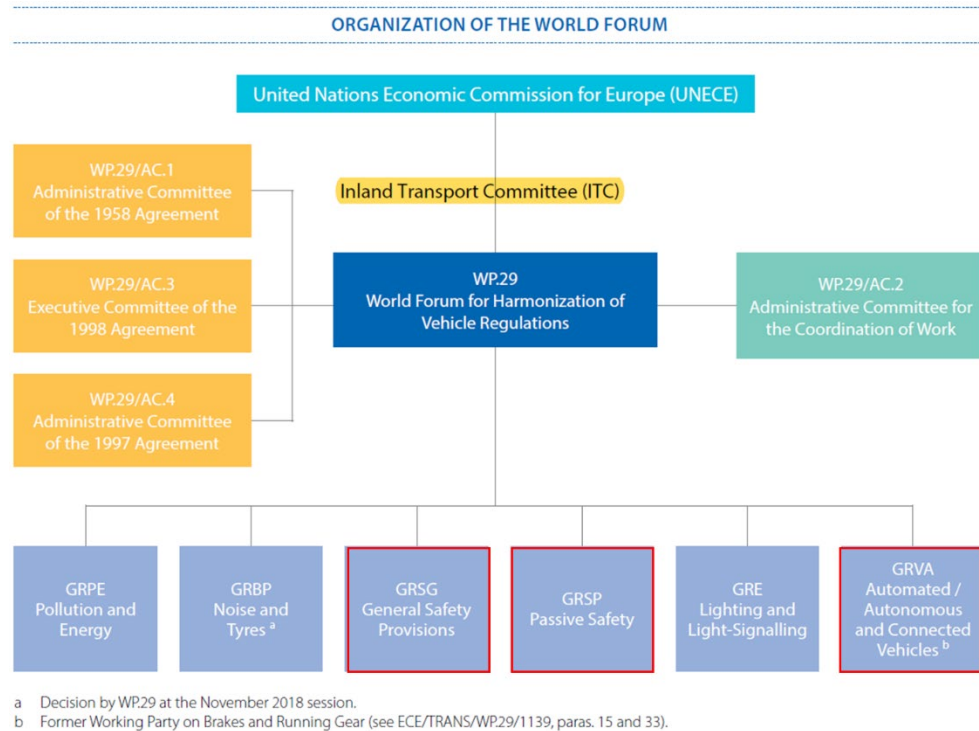 ORGANIZATION OF THE WORLD FORUM
United Nations Economic Commission for Europe (UNECE)
WP.29/AC.1
Administrative Committee
of the 1958 Agreement
Inland Transport Committee (ITC)
WP.29/AC.3
Executive Committee of the
1998 Agreement
WP.29
World Forum for Harmonization of
Vehicle Regulations
WP.29/AC.2
Administrative Committee for
the Coordination of Work
WP.29/AC.4
Administrative Committee
of the 1997 Agreement
GRPE
Pollution and
Energy
GRBP
Noise and
Tyres a
GRSG
General Safety
Provisions
GRSP
Passive Safety
GRE
Lighting and
Light-Signalling
GRVA
Automated /
Autonomous
and Connected
Vehicles b
a Decision by WP.29 at the November 2018 session.
b Former Working Party on Brakes and Running Gear (see ECE/TRANS/WP.29/1139, paras. 15 and 33).